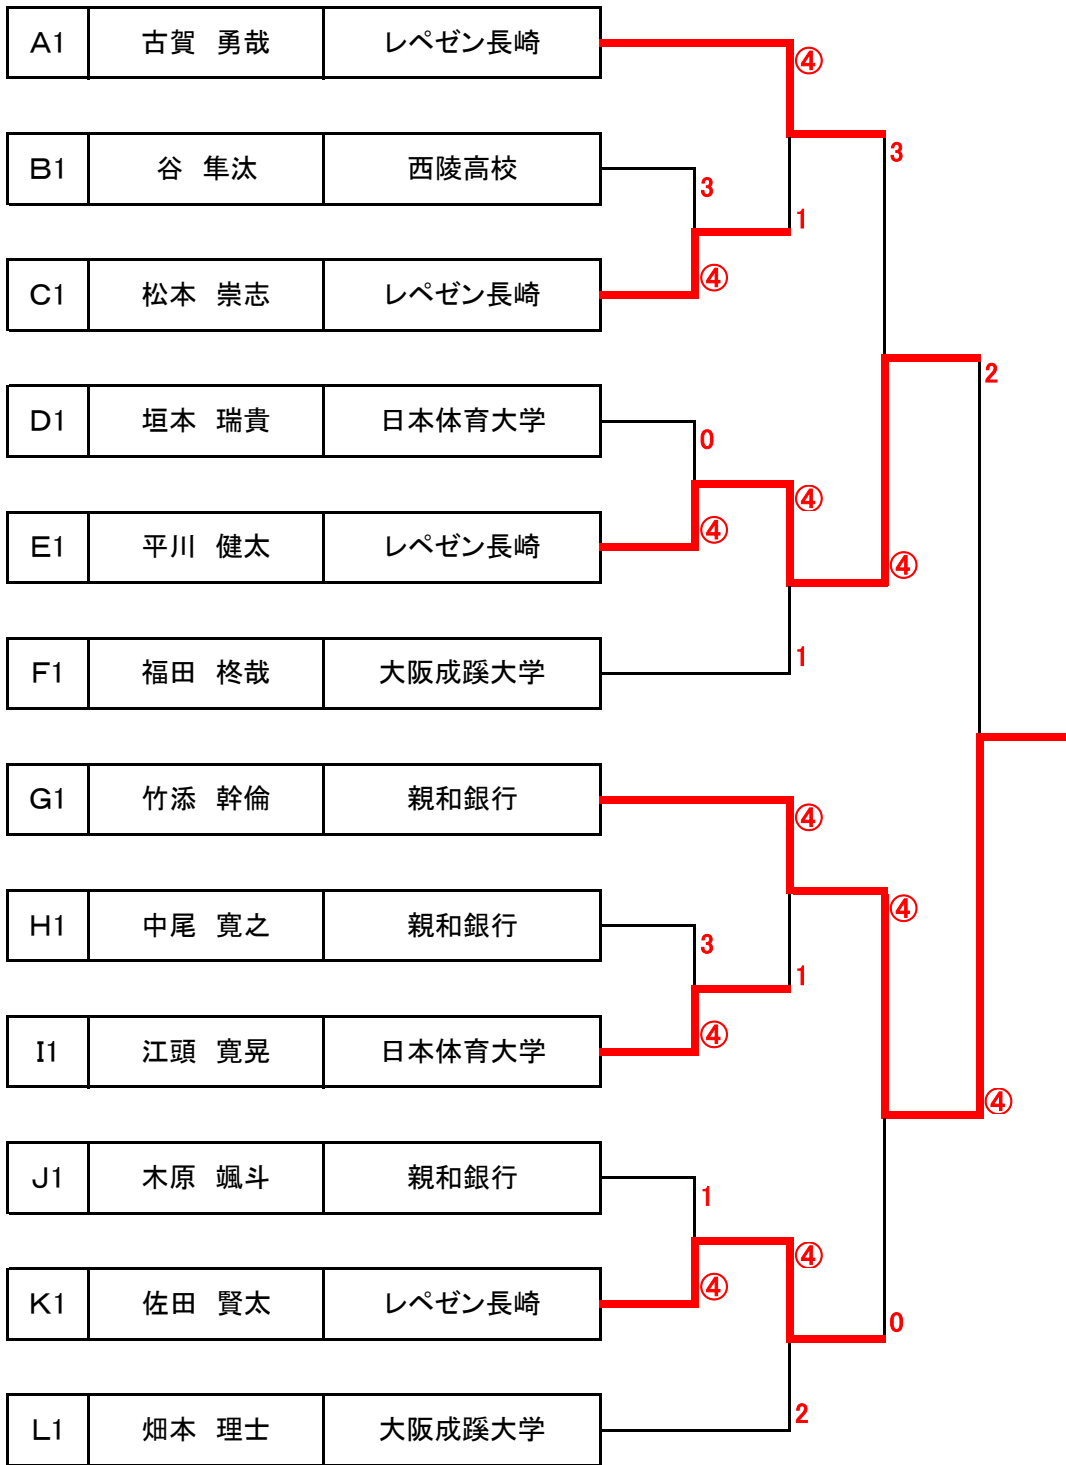 A1 古賀 勇哉 レペゼン長崎
④
3
B1 谷 隼汰 西陵高校
3
1
④
C1 松本 崇志 レペゼン長崎
2
D1 垣本 瑞貴 日本体育大学
0
④
④
E1 平川 健太 レペゼン長崎
④
1
F1 福田 柊哉 大阪成蹊大学
G1 竹添 幹倫 親和銀行
④
④
H1 中尾 寛之 親和銀行
3
1
④
I1 江頭 寛晃 日本体育大学
④
J1 木原 颯斗 親和銀行
1
④
④
K1 佐田 賢太 レペゼン長崎
0
2
L1 畑本 理士 大阪成蹊大学